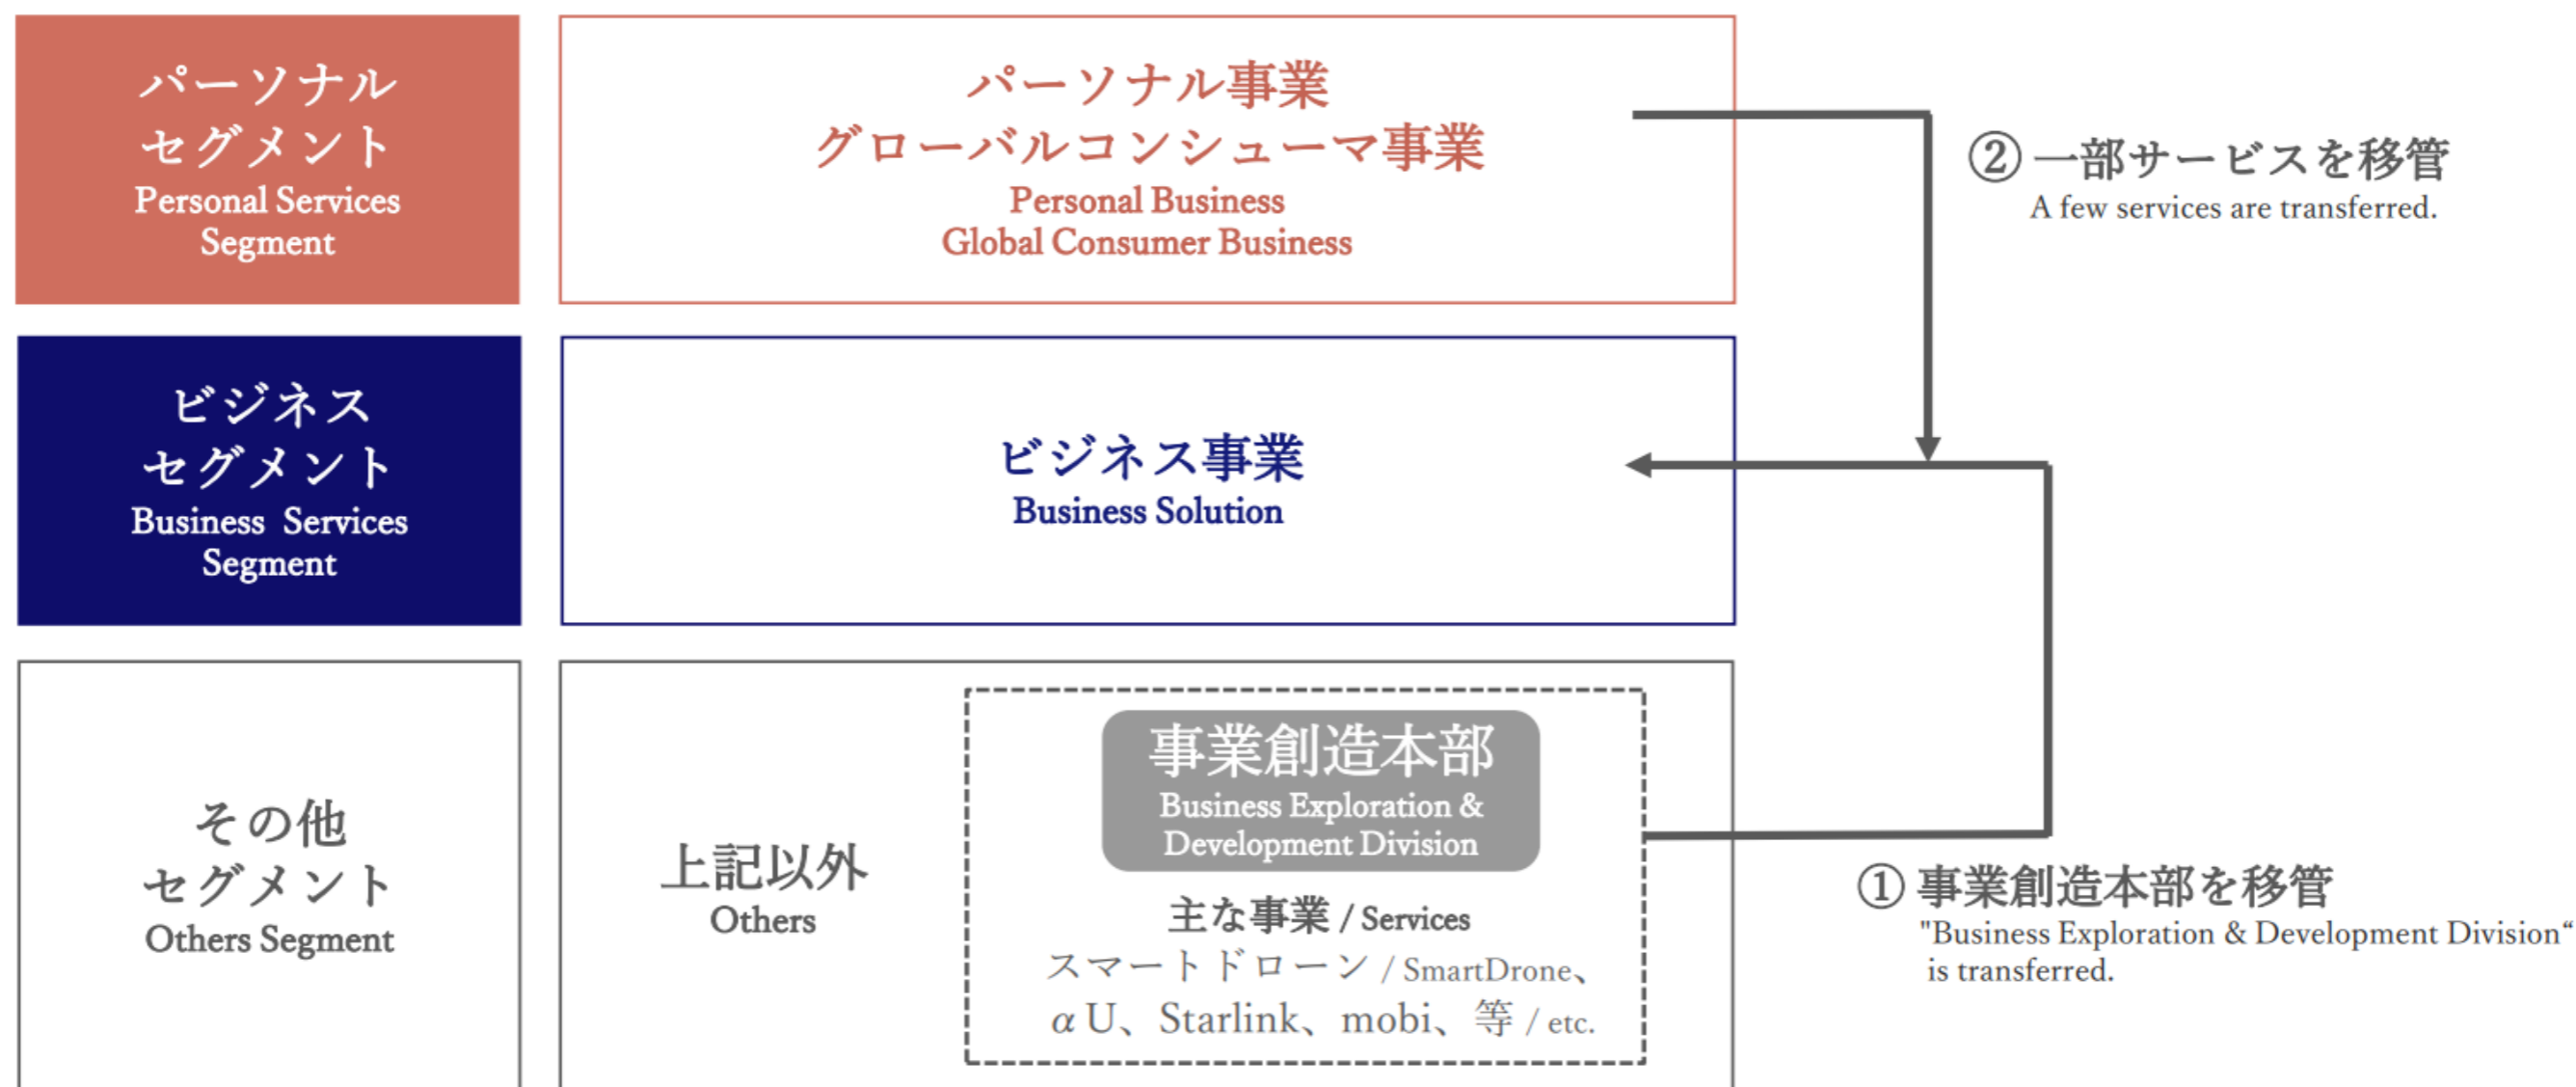 パーソナル
セグメント
Personal Services
Segment
パーソナル事業
グローバルコンシューマ事業
Personal Business
Global Consumer Business
② 一部サービスを移管
A few services are transferred.
ビジネス
セグメント
Business Services
Segment
ビジネス事業
Business Solution
その他
セグメント
Others Segment
上記以外
Others
事業創造本部
Business Exploration &
Development Division
主な事業 / Services
スマートドローン / SmartDrone、
αU、Starlink、mobi、等 / etc.
① 事業創造本部を移管
"Business Exploration & Development Division“
is transferred.